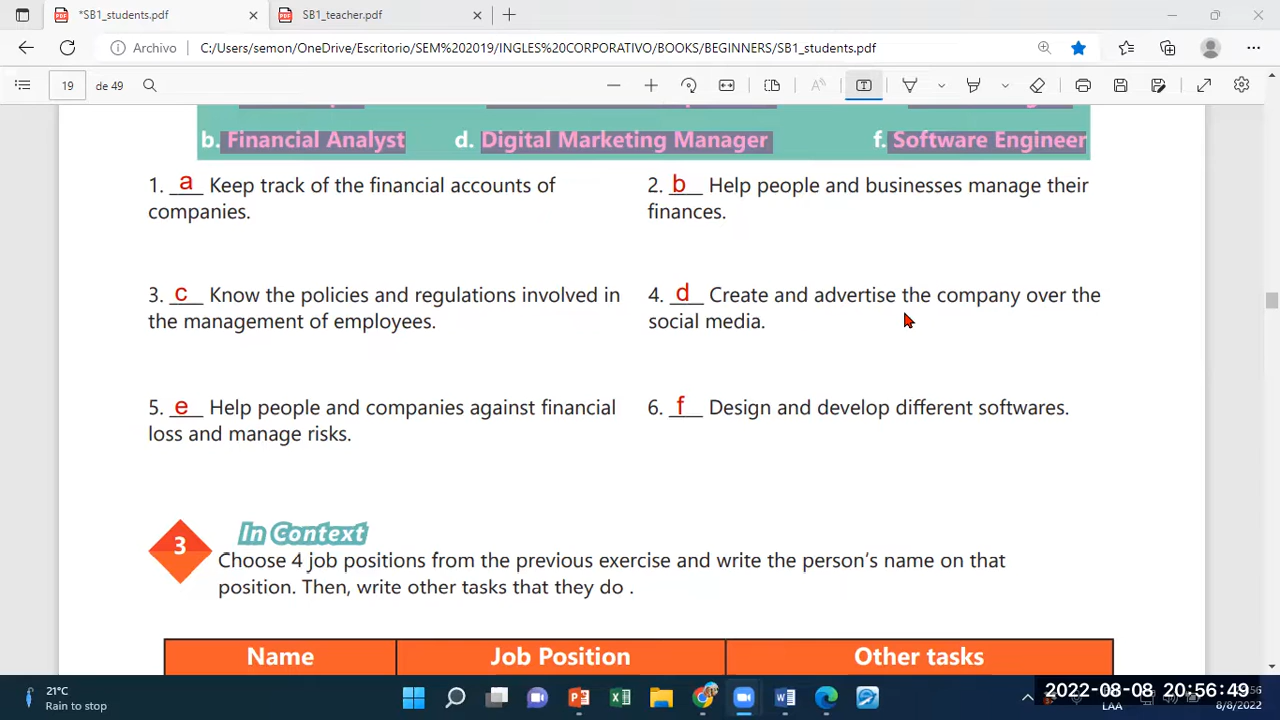 *SB1_students.pdf
SB1_teacher.pdf
Archivo C:/Users/semon/OneDrive/Escritorio/SEM%202019/INGLES%20CORPORATIVO/BOOKS/BEGINNERS/SB1_students.pdf
19 de 49
b. Financial Analyst d. Digital Marketing Manager f. Software Engineer
1. a Keep track of the financial accounts of
companies.
2. b Help people and businesses manage their
finances.
3. c Know the policies and regulations involved in
the management of employees.
4. d Create and advertise the company over the
social media.
5. e Help people and companies against financial
loss and manage risks.
6. f Design and develop different softwares.
3
In Context
Choose 4 job positions from the previous exercise and write the person's name on that
position. Then, write other tasks that they do .
Name Job Position Other tasks
21°C
Rain to stop
2022-08-08 20:56:49
LAA
8/8/2022